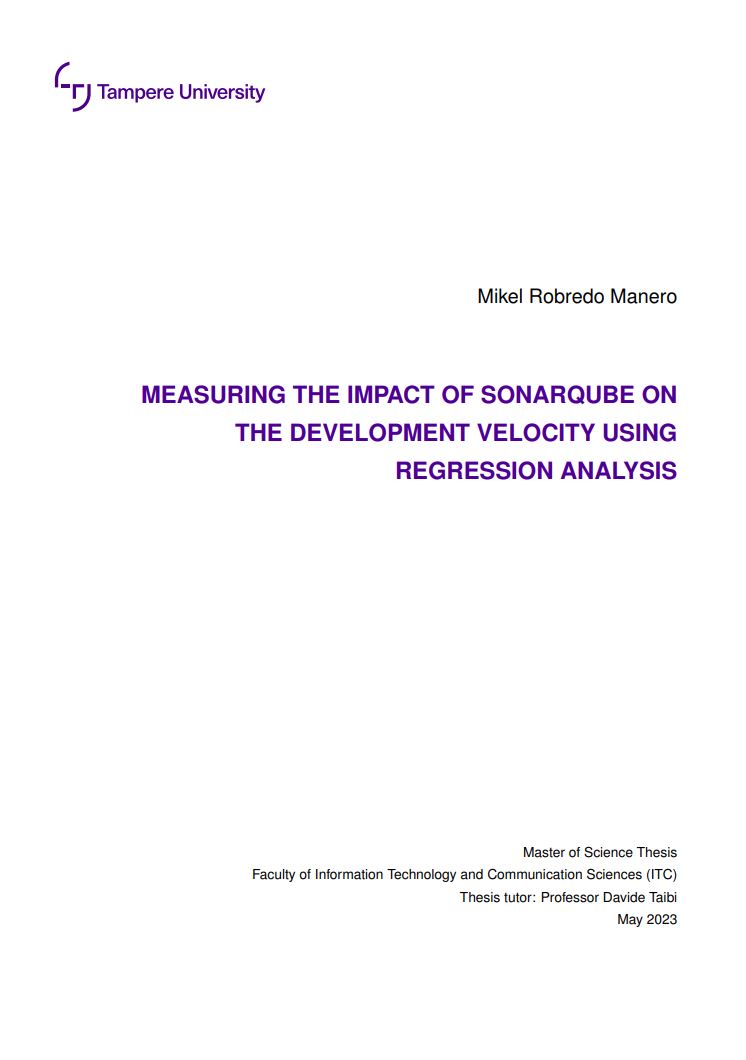 Tampere University
Mikel Robredo Manero
MEASURING THE IMPACT OF SONARQUBE ON
THE DEVELOPMENT VELOCITY USING
REGRESSION ANALYSIS
Master of Science Thesis
Faculty of Information Technology and Communication Sciences (ITC)
Thesis tutor: Professor Davide Taibi
May 2023